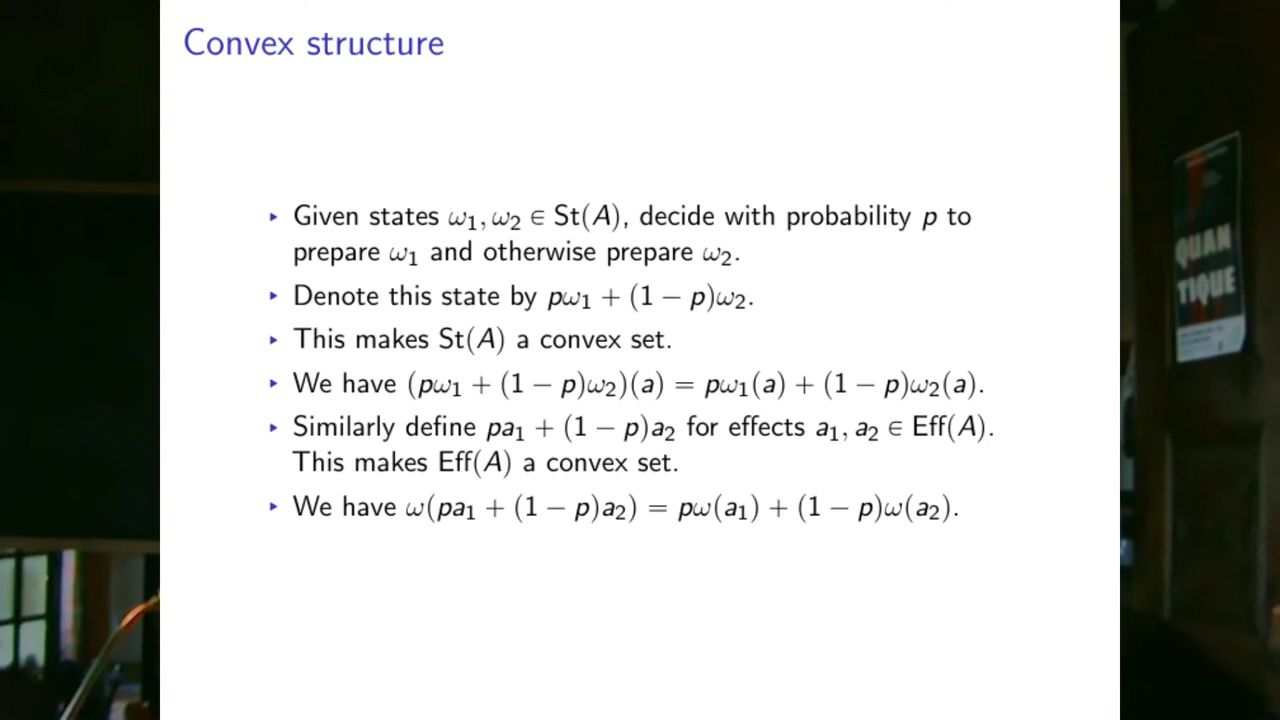 Convex structure
▸ Given states ω₁, ω₂ ∈ St(A), decide with probability p to
prepare ω₁ and otherwise prepare ω₂.
▸ Denote this state by pω₁ + (1 − p)ω₂.
▸ This makes St(A) a convex set.
▸ We have (pω₁ + (1 − p)ω₂)(a) = pω₁(a) + (1 − p)ω₂(a).
▸ Similarly define pa₁ + (1 − p)a₂ for effects a₁, a₂ ∈ Eff(A).
This makes Eff(A) a convex set.
▸ We have ω(pa₁ + (1 − p)a₂) = pω(a₁) + (1 − p)ω(a₂).
QUAN
TIQUE